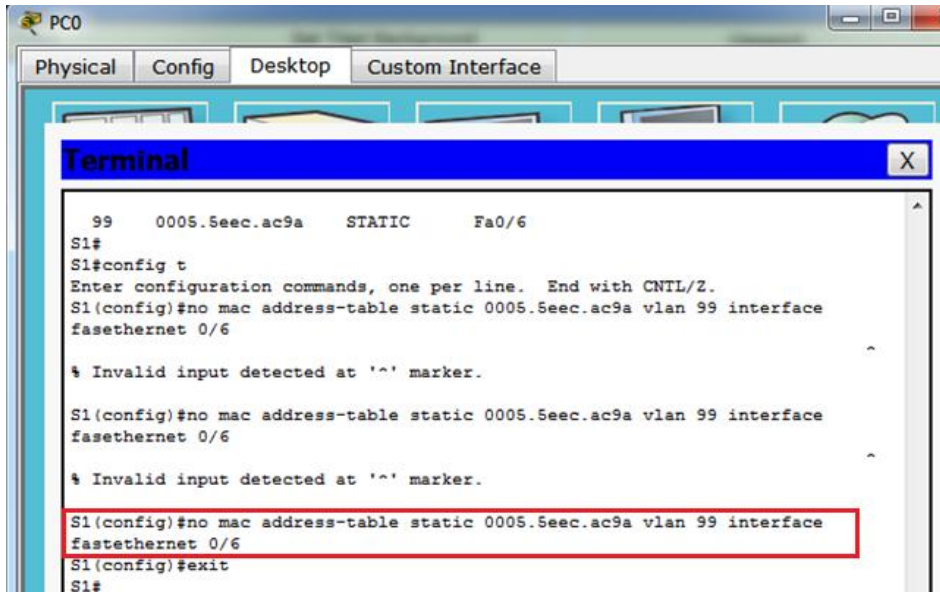 PC0
Physical Config Desktop Custom Interface
Terminal X
99 0005.5eec.ac9a STATIC Fa0/6
S1#
S1#config t
Enter configuration commands, one per line. End with CNTL/Z.
S1(config)#no mac address-table static 0005.5eec.ac9a vlan 99 interface
fasethernet 0/6
^
% Invalid input detected at '^' marker.
S1(config)#no mac address-table static 0005.5eec.ac9a vlan 99 interface
fasethernet 0/6
^
% Invalid input detected at '^' marker.
S1(config)#no mac address-table static 0005.5eec.ac9a vlan 99 interface
fastethernet 0/6
S1(config)#exit
S1#